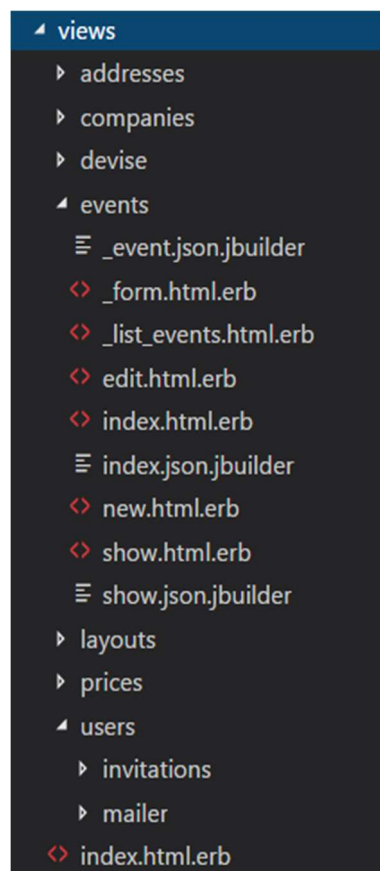 views
addresses
companies
devise
events
_event.json.jbuilder
_form.html.erb
_list_events.html.erb
edit.html.erb
index.html.erb
index.json.jbuilder
new.html.erb
show.html.erb
show.json.jbuilder
layouts
prices
users
invitations
mailer
index.html.erb